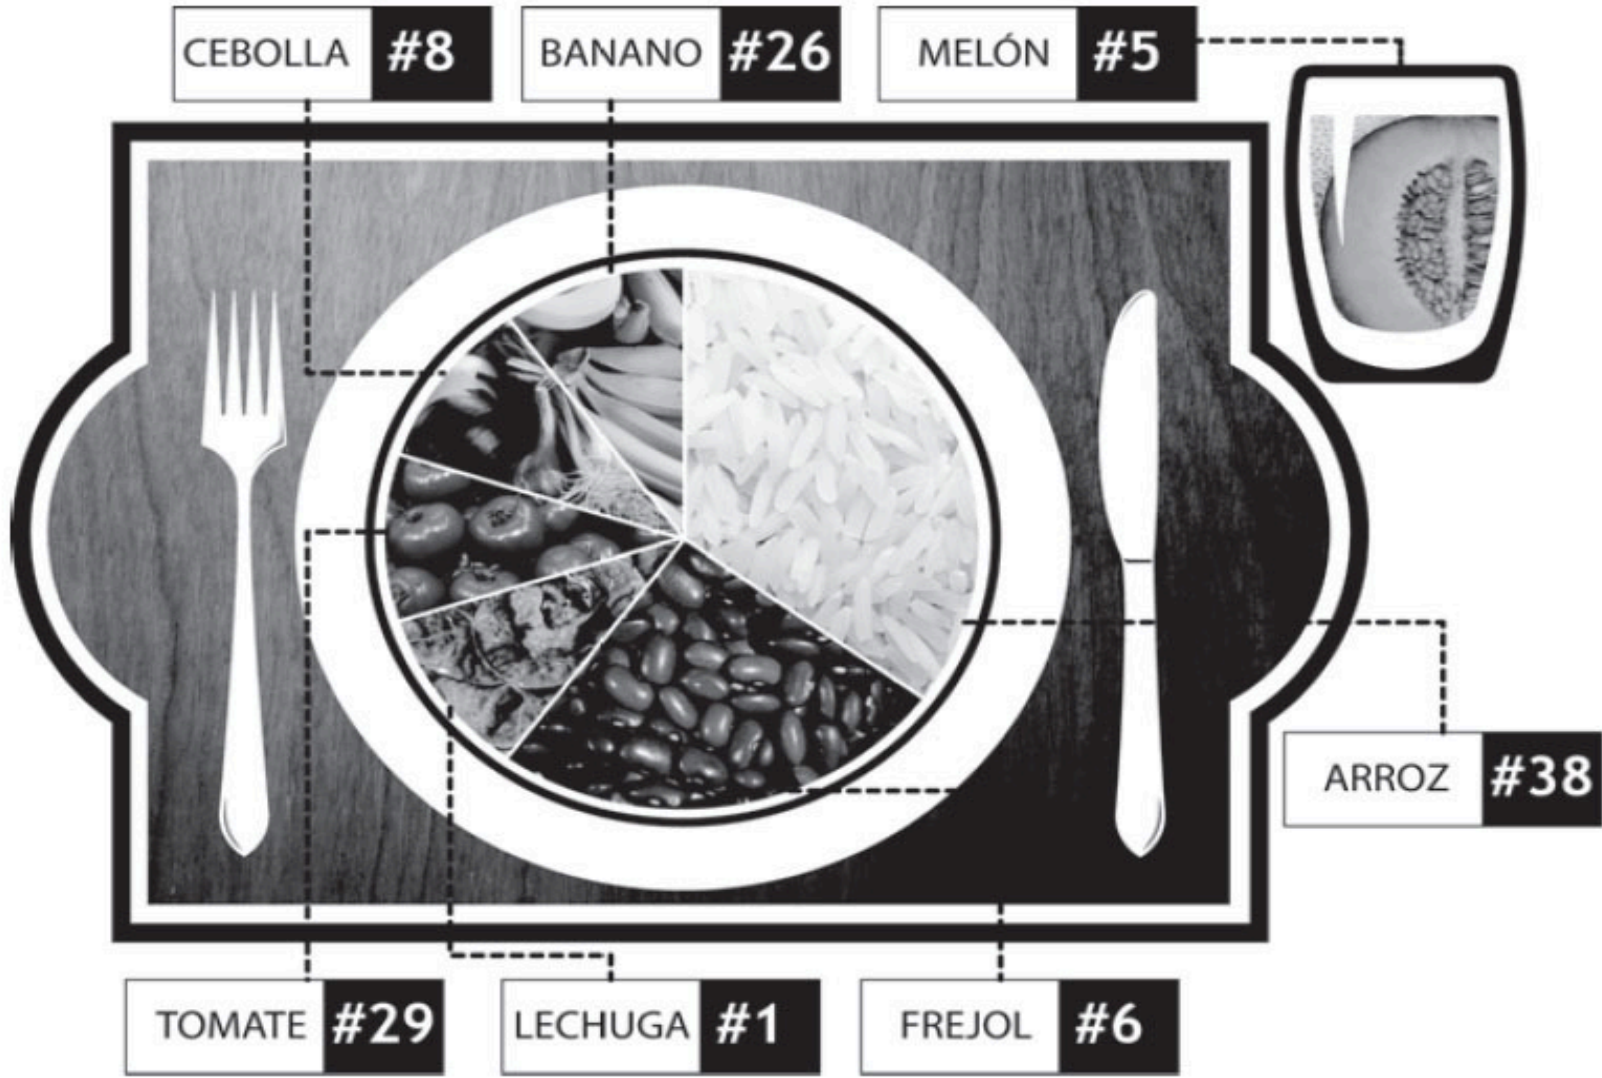 CEBOLLA #8
BANANO #26
MELÓN #5
ARROZ #38
TOMATE #29
LECHUGA #1
FREJOL #6